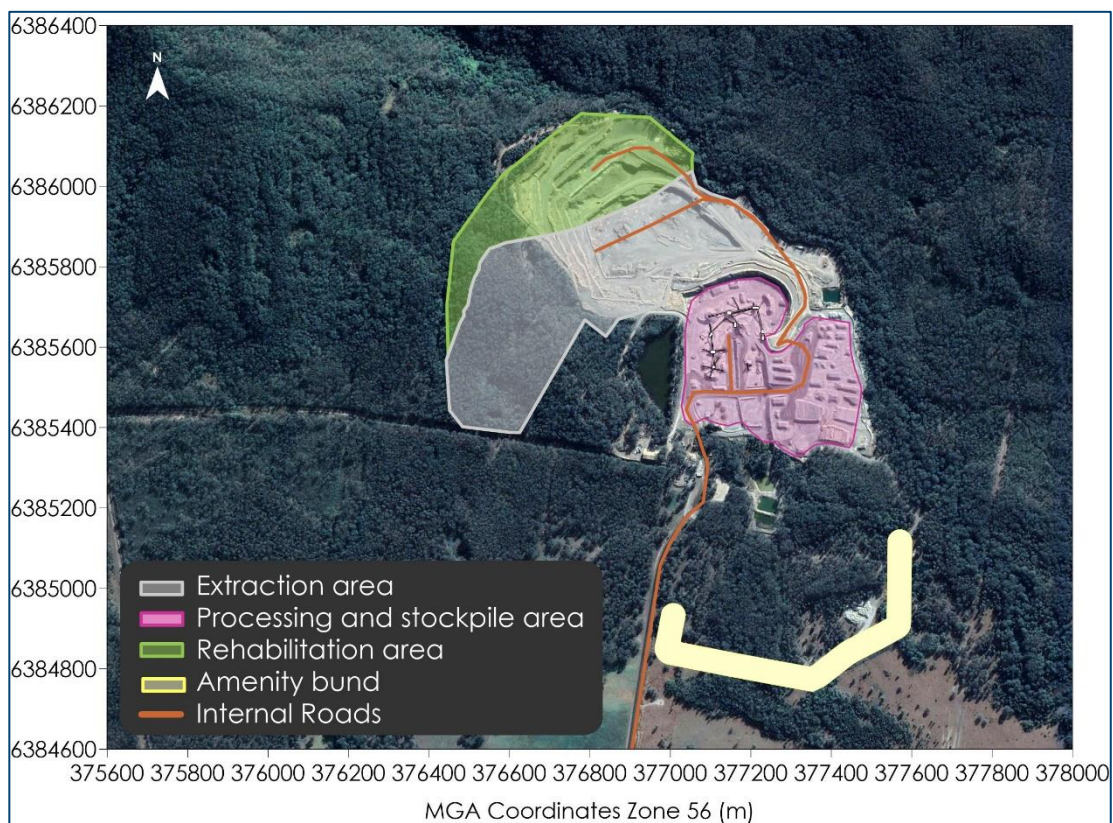 6386400
N
6386200
6386000
6385800
6385600
6385400
6385200
6385000
6384800
6384600
Extraction area
Processing and stockpile area
Rehabilitation area
Amenity bund
Internal Roads
375600 375800 376000 376200 376400 376600 376800 377000 377200 377400 377600 377800 378000
MGA Coordinates Zone 56 (m)